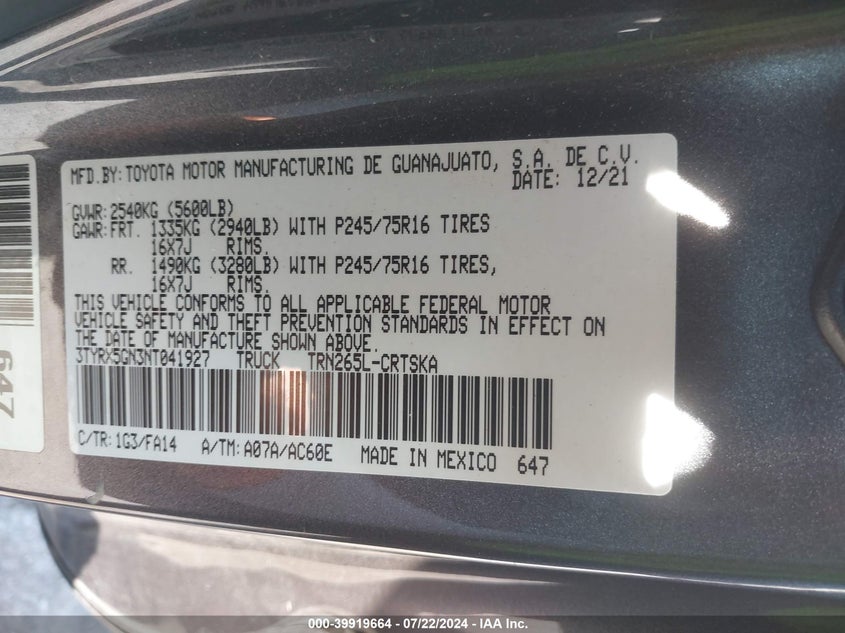 MFD.BY: TOYOTA MOTOR MANUFACTURING DE GUANAJUATO, S.A. DE C.V.
DATE: 12/21
GVWR: 2540KG (5600LB)
GAWR: FRT. 1335KG (2940LB) WITH P245/75R16 TIRES
16X7J RIMS.
RR. 1490KG (3280LB) WITH P245/75R16 TIRES,
16X7J RIMS.
THIS VEHICLE CONFORMS TO ALL APPLICABLE FEDERAL MOTOR
VEHICLE SAFETY AND THEFT PREVENTION STANDARDS IN EFFECT ON
THE DATE OF MANUFACTURE SHOWN ABOVE.
3TYRX5GN3NT041927 TRUCK TRN265L-CRTSKA
C/TR: 1G3/FA14 A/TM: A07A/AC60E MADE IN MEXICO 647
647
000-39919664 - 07/22/2024 - IAA Inc.